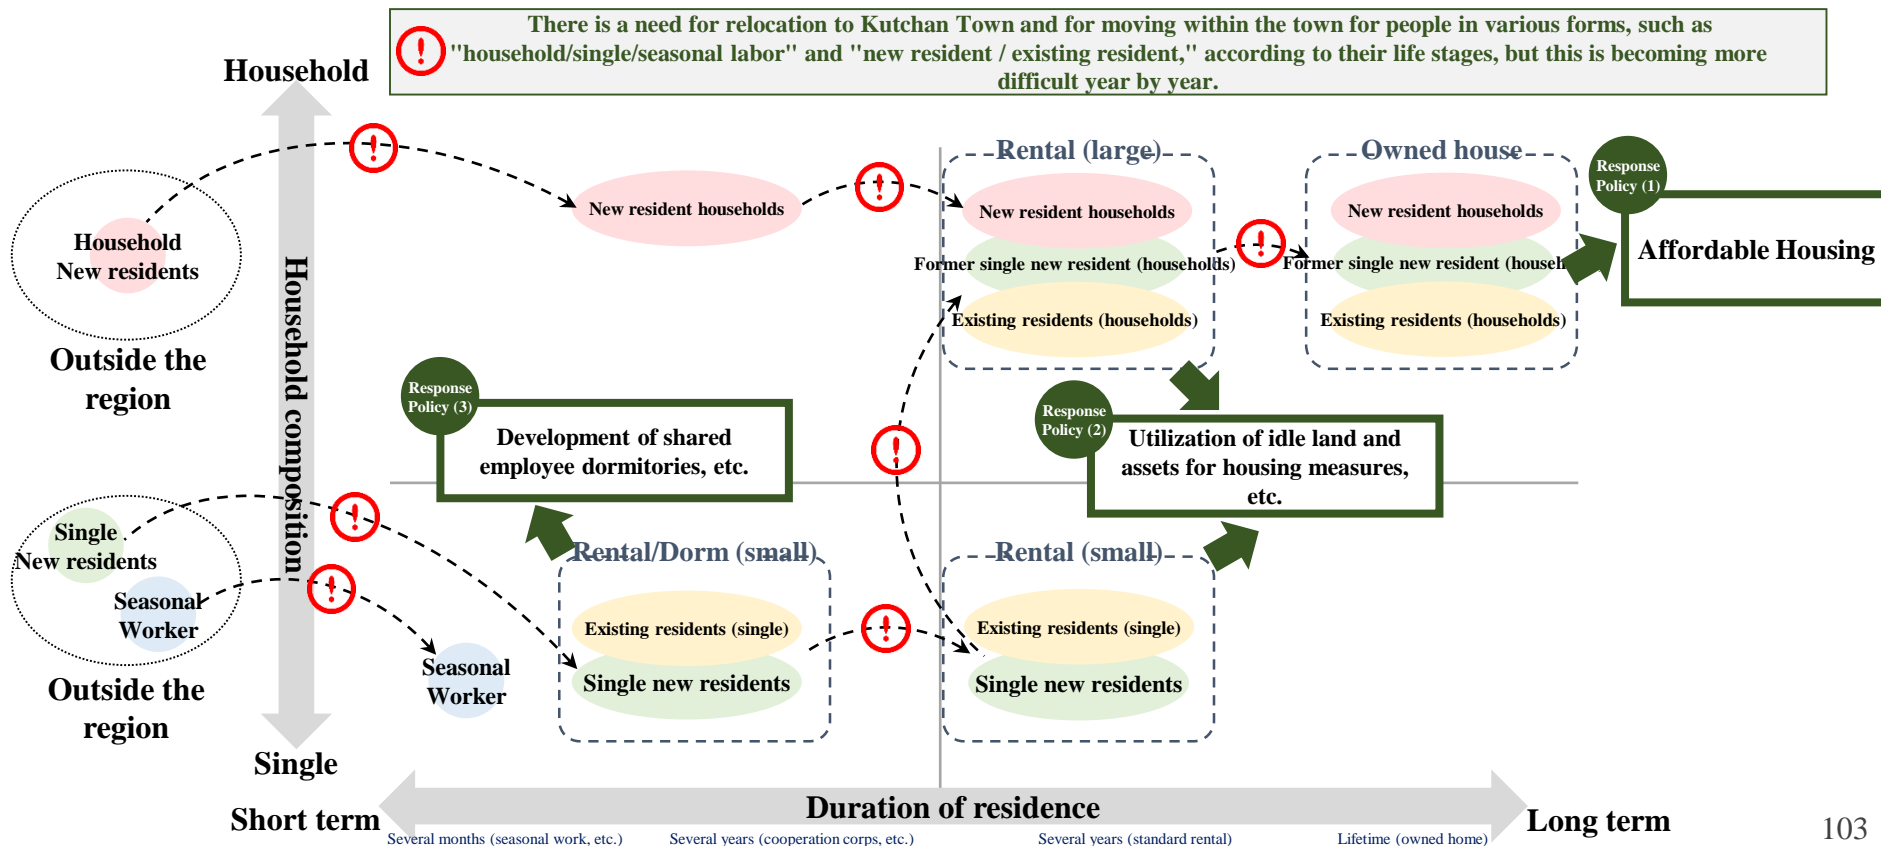 There is a need for relocation to Kutchan Town and for moving within the town for people in various forms, such as
"household/single/seasonal labor" and "new resident / existing resident," according to their life stages, but this is becoming more
difficult year by year.
Household
Household composition
Single
Household
New residents
Outside the
region
New resident households
Rental (large)
New resident households
Former single new resident (households)
Existing residents (households)
Owned house
New resident households
Former single new resident (househ
Existing residents (households)
Response
Policy (1)
Affordable Housing
Response
Policy (3)
Development of shared
employee dormitories, etc.
Response
Policy (2)
Utilization of idle land and
assets for housing measures,
etc.
Single
New residents
Seasonal
Worker
Outside the
region
Seasonal
Worker
Rental/Dorm (small)
Existing residents (single)
Single new residents
Rental (small)
Existing residents (single)
Single new residents
Short term
Duration of residence
Long term
Several months (seasonal work, etc.)
Several years (cooperation corps, etc.)
Several years (standard rental)
Lifetime (owned home)
103